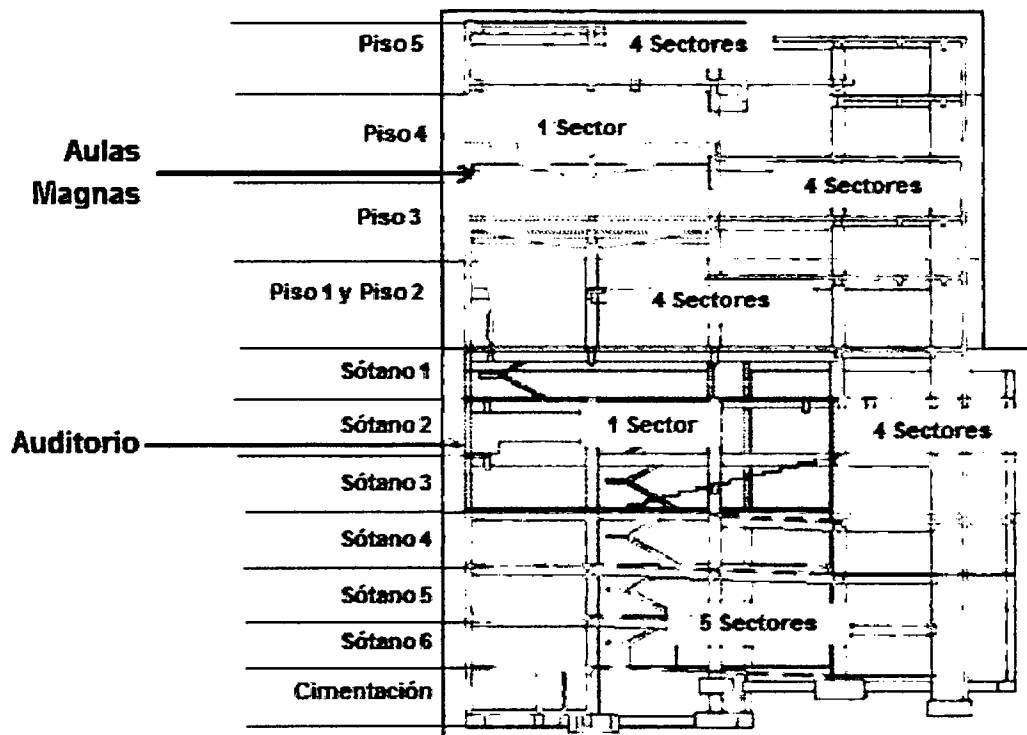 Piso 5
4 Sectores
Piso 4
1 Sector
Aulas
Magnas
4 Sectores
Piso 3
Piso 1 y Piso 2
4 Sectores
Sótano 1
Sótano 2
1 Sector
4 Sectores
Auditorio
Sótano 3
Sótano 4
Sótano 5
5 Sectores
Sótano 6
Cimentación